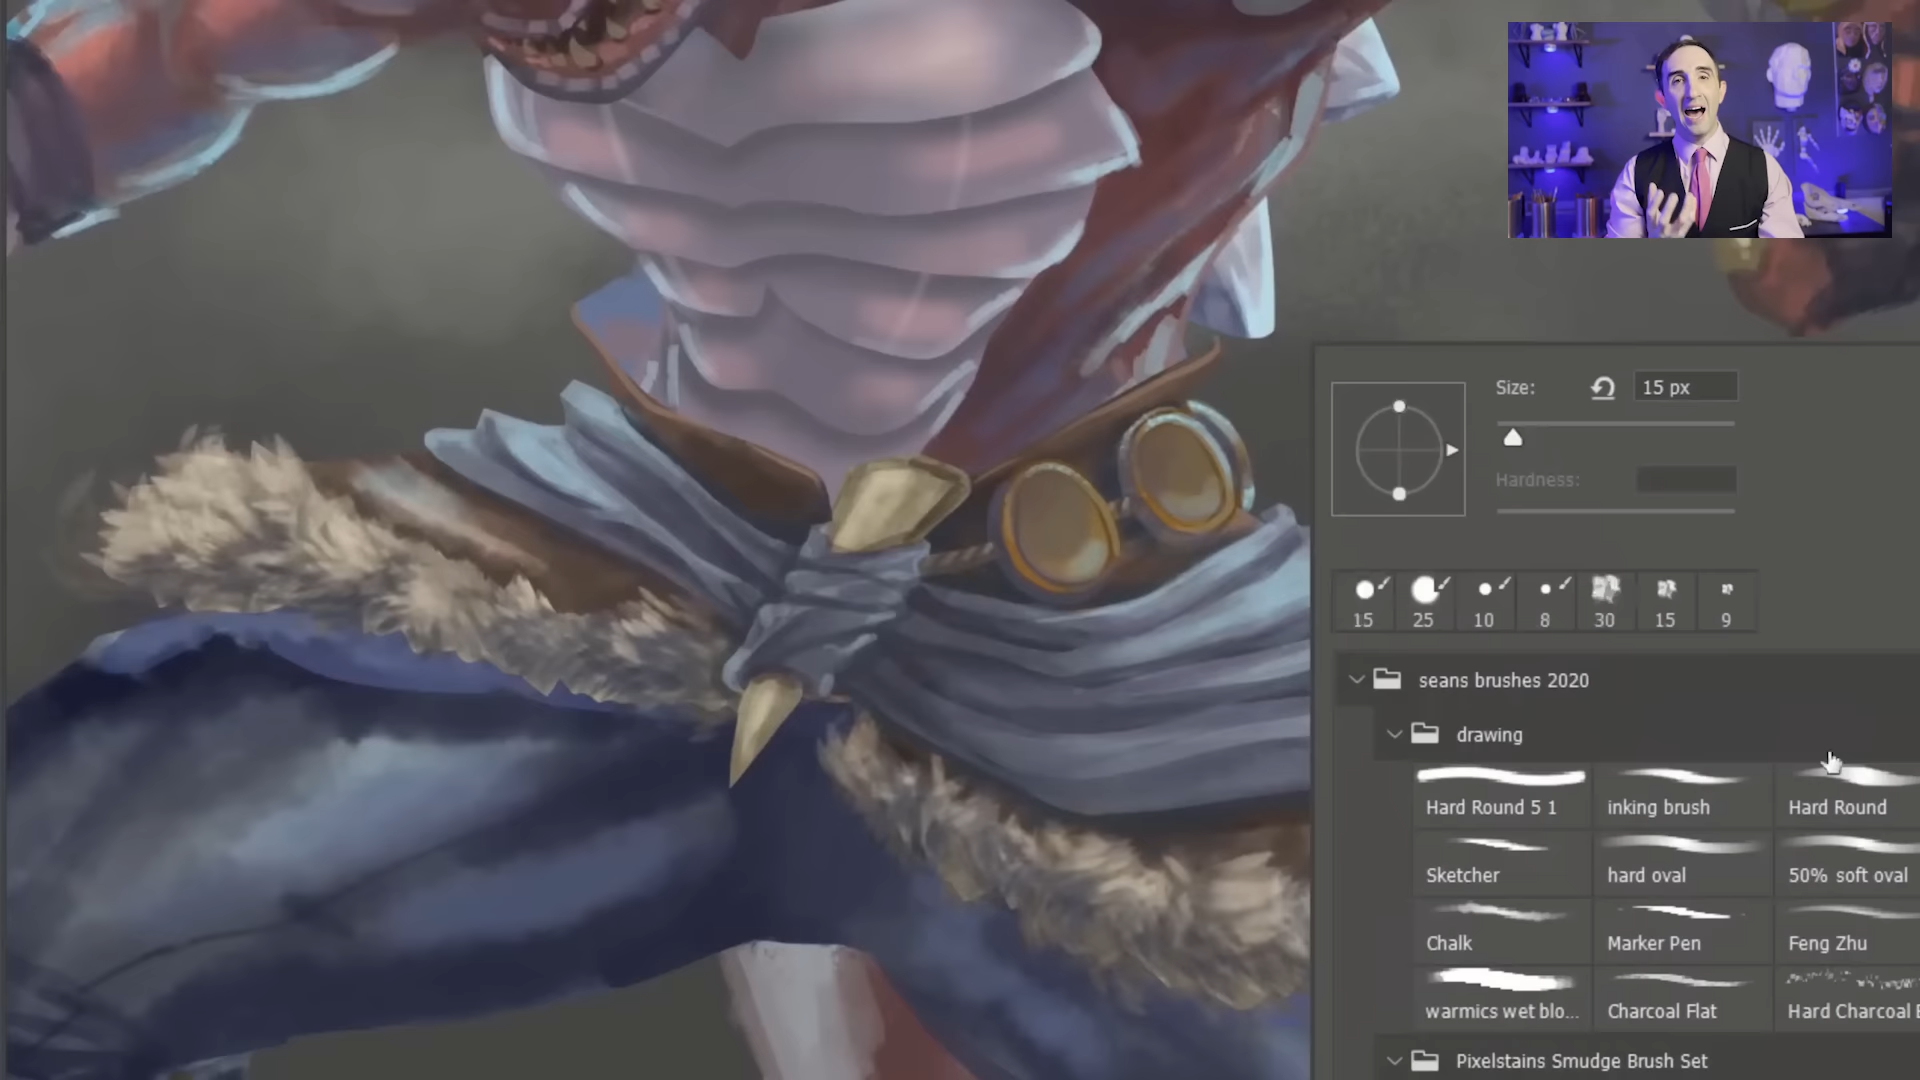 Size: 15 px
Hardness:
15 25 10 8 30 15 9
seans brushes 2020
drawing
Hard Round 5 1 inking brush Hard Round
Sketcher hard oval 50% soft oval
Chalk Marker Pen Feng Zhu
warmics wet blo... Charcoal Flat Hard Charcoal
Pixelstains Smudge Brush Set